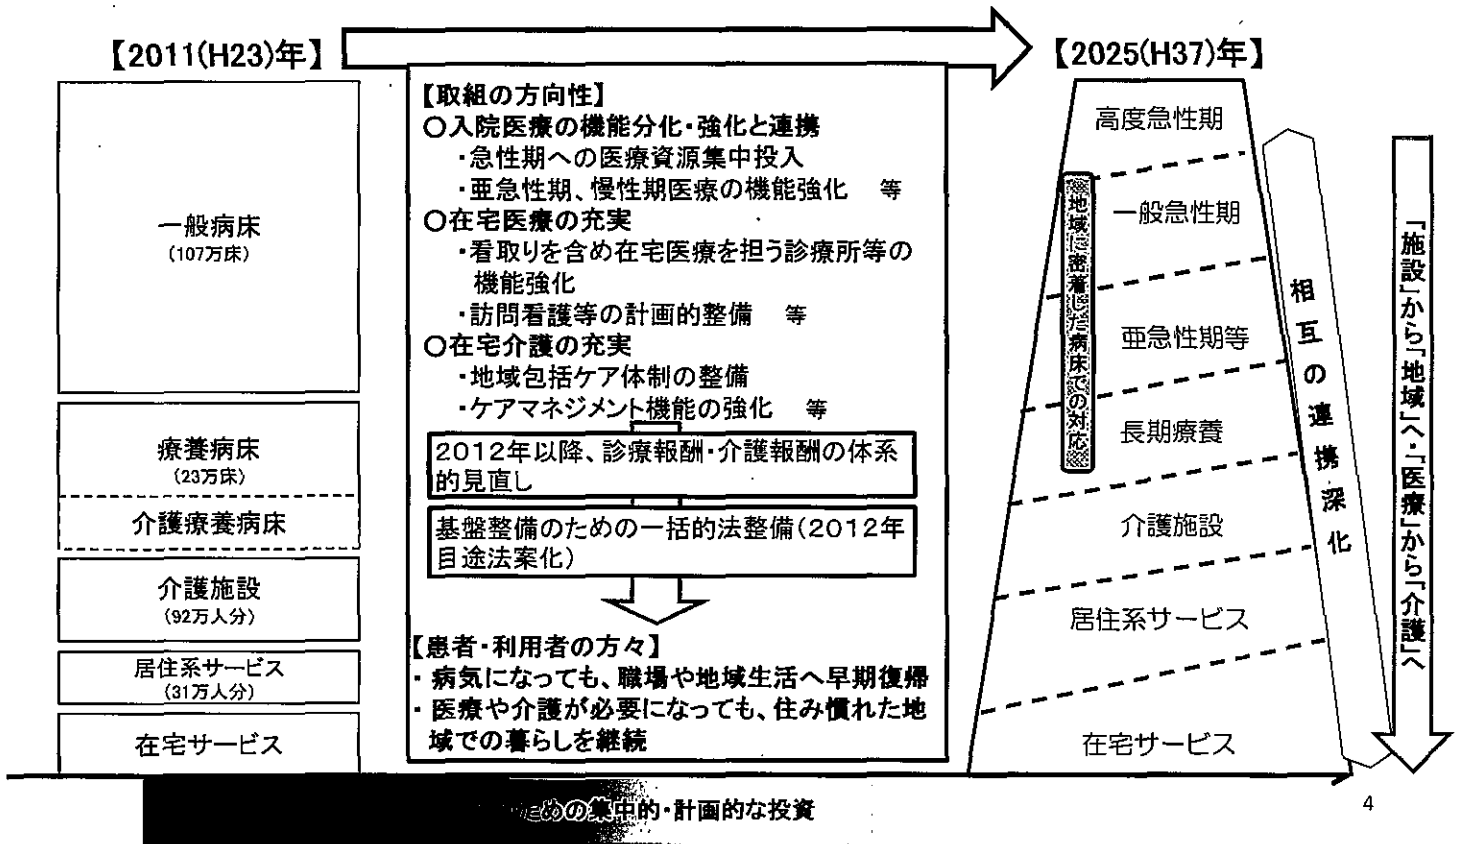 【2011(H23)年】
一般病床
(107万床)
療養病床
(23万床)
介護療養病床
介護施設
(92万人分)
居住系サービス
(31万人分)
在宅サービス
【取組の方向性】
○入院医療の機能分化・強化と連携
・急性期への医療資源集中投入
・亜急性期、慢性期医療の機能強化　等
○在宅医療の充実
・看取りを含め在宅医療を担う診療所等の
機能強化
・訪問看護等の計画的整備　等
○在宅介護の充実
・地域包括ケア体制の整備
・ケアマネジメント機能の強化　等
2012年以降、診療報酬・介護報酬の体系
的見直し
基盤整備のための一括的法整備(2012年
目途法案化)
【患者・利用者の方々】
・病気になっても、職場や地域生活へ早期復帰
・医療や介護が必要になっても、住み慣れた地
域での暮らしを継続
【2025(H37)年】
高度急性期
一般急性期
亜急性期等
長期療養
介護施設
居住系サービス
在宅サービス
地域に密着した病床での対応
相互の連携深化
「施設」から「地域」へ・「医療」から「介護」へ
ための集中的・計画的な投資
4